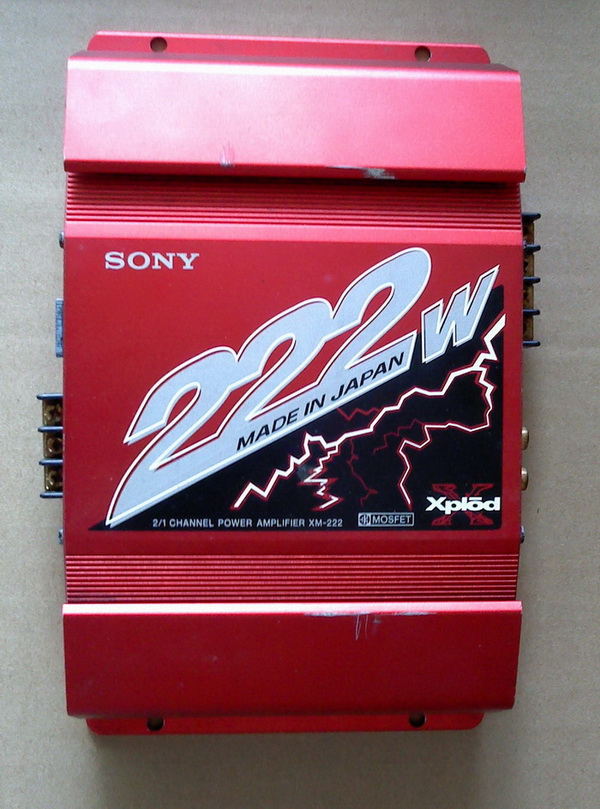 SONY
222W
MADE IN JAPAN
2/1 CHANNEL POWER AMPLIFIER XM-222 MOSFET
Xplōd